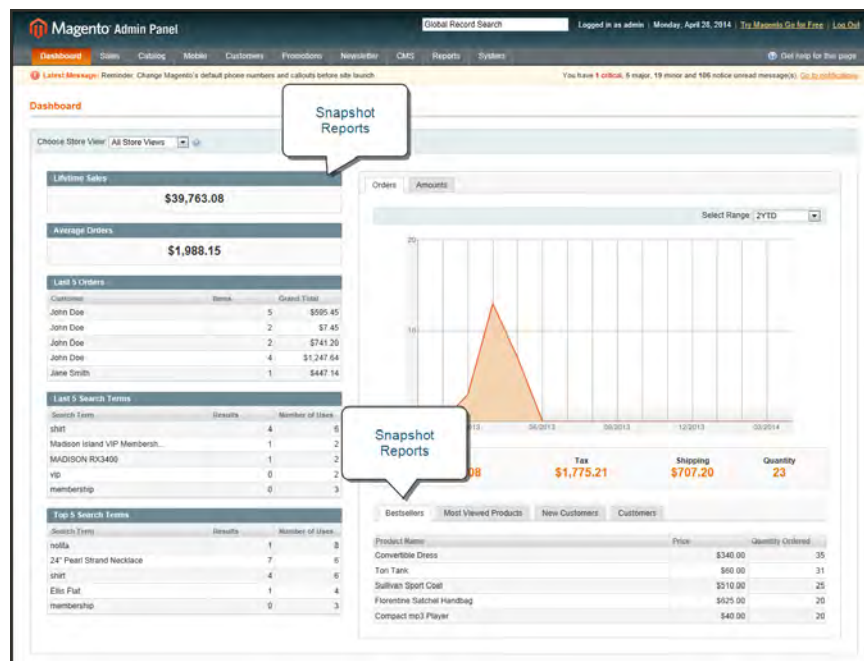 Magento Admin Panel
Global Record Search
Logged in as admin | Monday, April 28, 2014 | Try Magento Go for Free | Log Out
Dashboard Sales Catalog Mobile Customers Promotions Newsletter CMS Reports System
Get help for this page
Latest Message: Reminder: Change Magento's default phone numbers and callouts before site launch
You have 1 critical, 5 major, 19 minor and 186 notice unread message(s). Go to notifications
Dashboard
Snapshot
Reports
Choose Store View: All Store Views
Lifetime Sales
$39,763.08
Average Orders
$1,988.15
Last 5 Orders
Customer Items Grand Total
John Doe 5 $595.45
John Doe 2 $7.45
John Doe 2 $741.20
John Doe 4 $1,247.64
Jane Smith 1 $447.14
Last 5 Search Terms
Search Term Results Number of Uses
shirt 4 6
Madison Island VIP Membersh... 1 2
MADISON RX3400 1 2
vip 0 2
membership 0 3
Top 5 Search Terms
Search Term Results Number of Uses
nolita 1 8
24" Pearl Strand Necklace 7 6
shirt 4 6
Ellis Flat 1 4
membership 0 3
Orders Amounts
Select Range: 2YTD
20
10
2013 06/2013 09/2013 12/2013 03/2014
Snapshot
Reports
08
Tax
$1,775.21
Shipping
$707.20
Quantity
23
Bestsellers Most Viewed Products New Customers Customers
Product Name Price Quantity Ordered
Convertible Dress $340.00 35
Tori Tank $60.00 31
Sullivan Sport Coat $510.00 25
Florentine Satchel Handbag $625.00 20
Compact mp3 Player $40.00 20